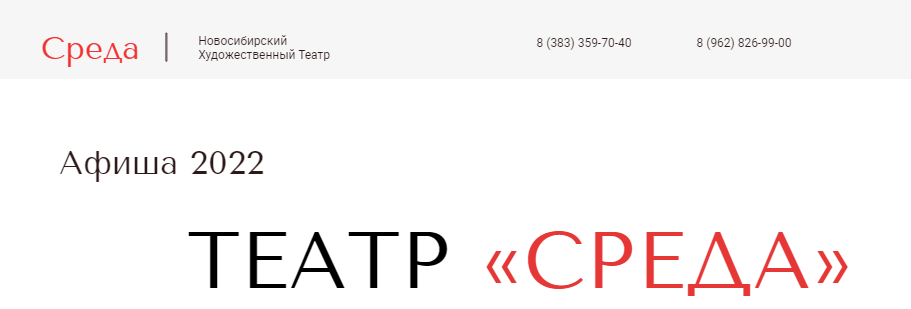 Среда
Новосибирский
Художественный Театр
8 (383) 359-70-40
8 (962) 826-99-00
Афиша 2022
ТЕАТР «СРЕДА»